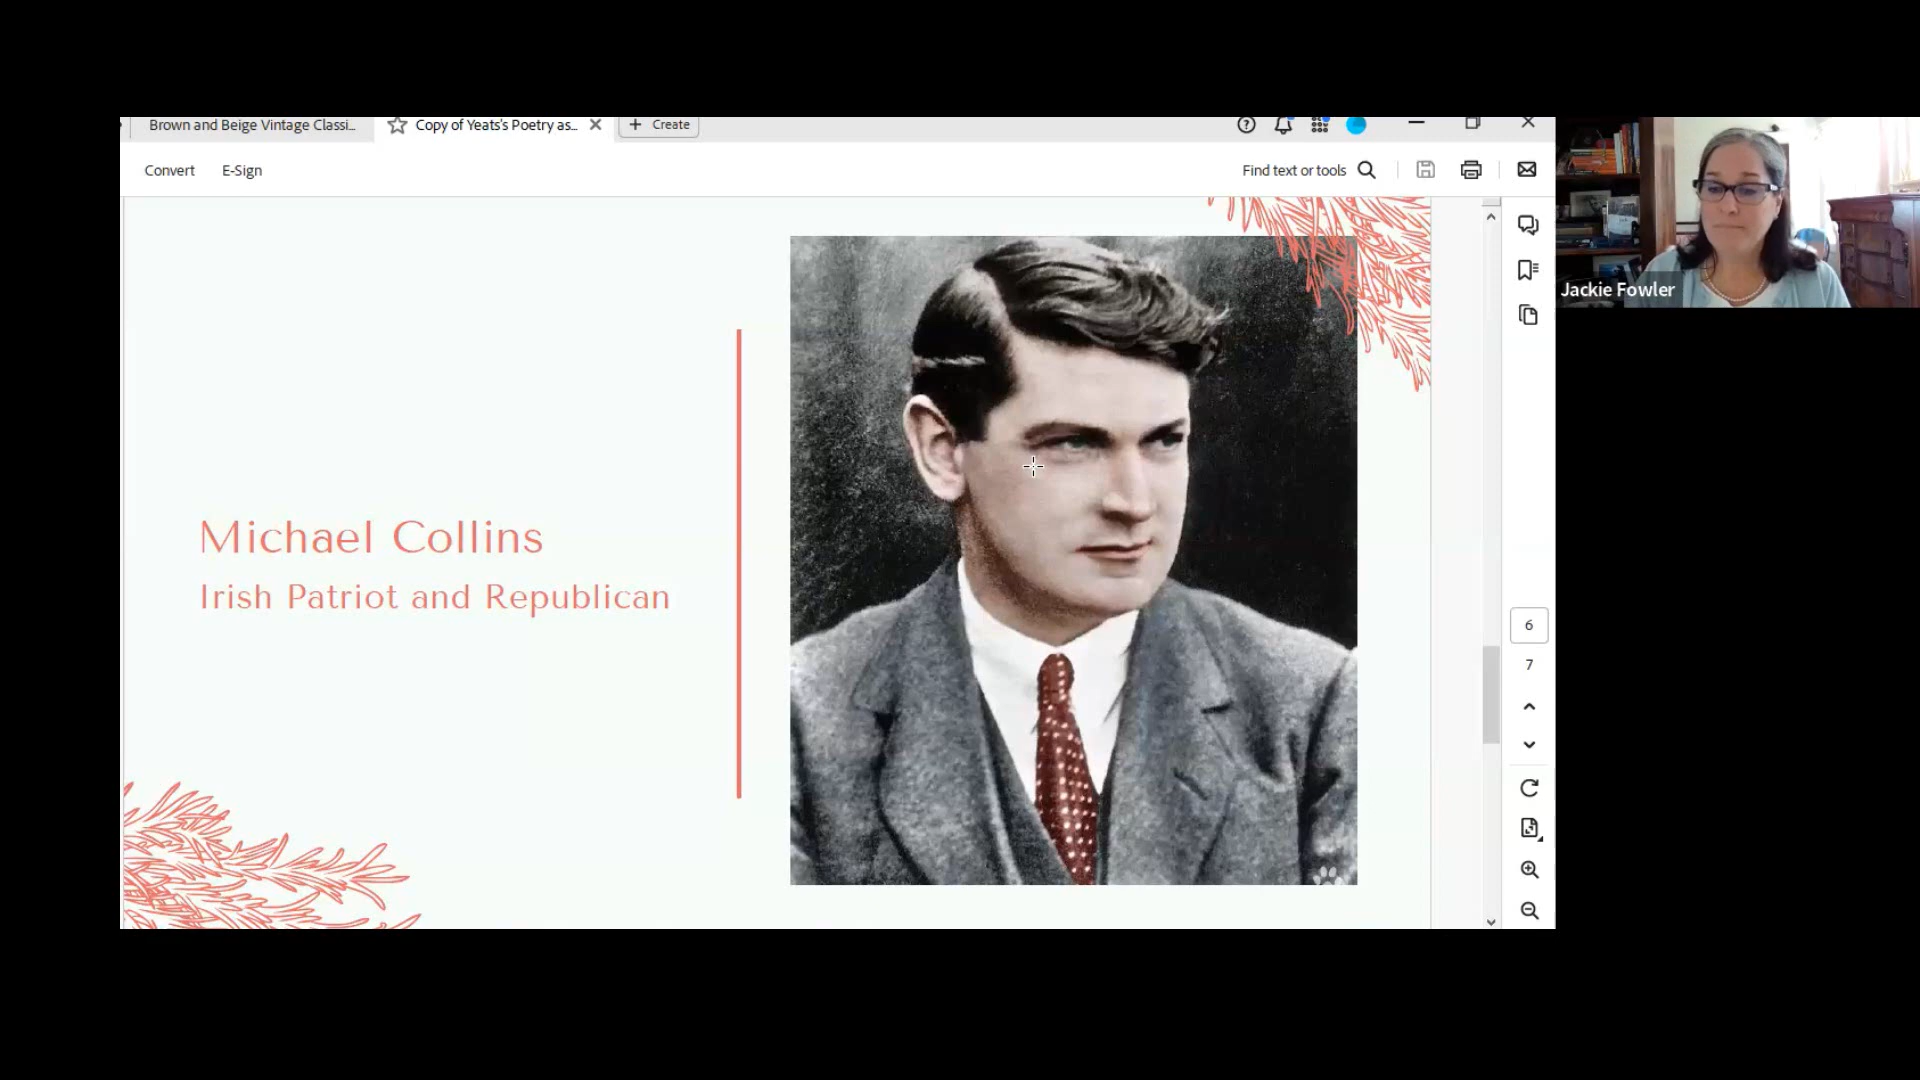 Brown and Beige Vintage Classi...
Copy of Yeats's Poetry as...
Create
Convert
E-Sign
Find text or tools
Jackie Fowler
Michael Collins
Irish Patriot and Republican
6
7